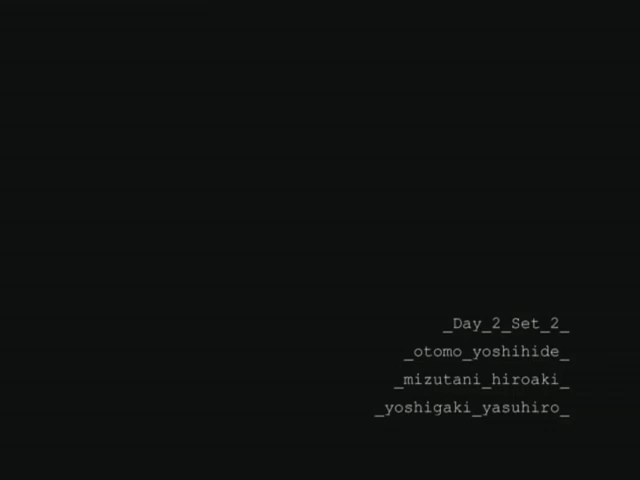 _Day_2_Set_2_
_otomo_yoshihide_
_mizutani_hiroaki_
_yoshigaki_yasuhiro_